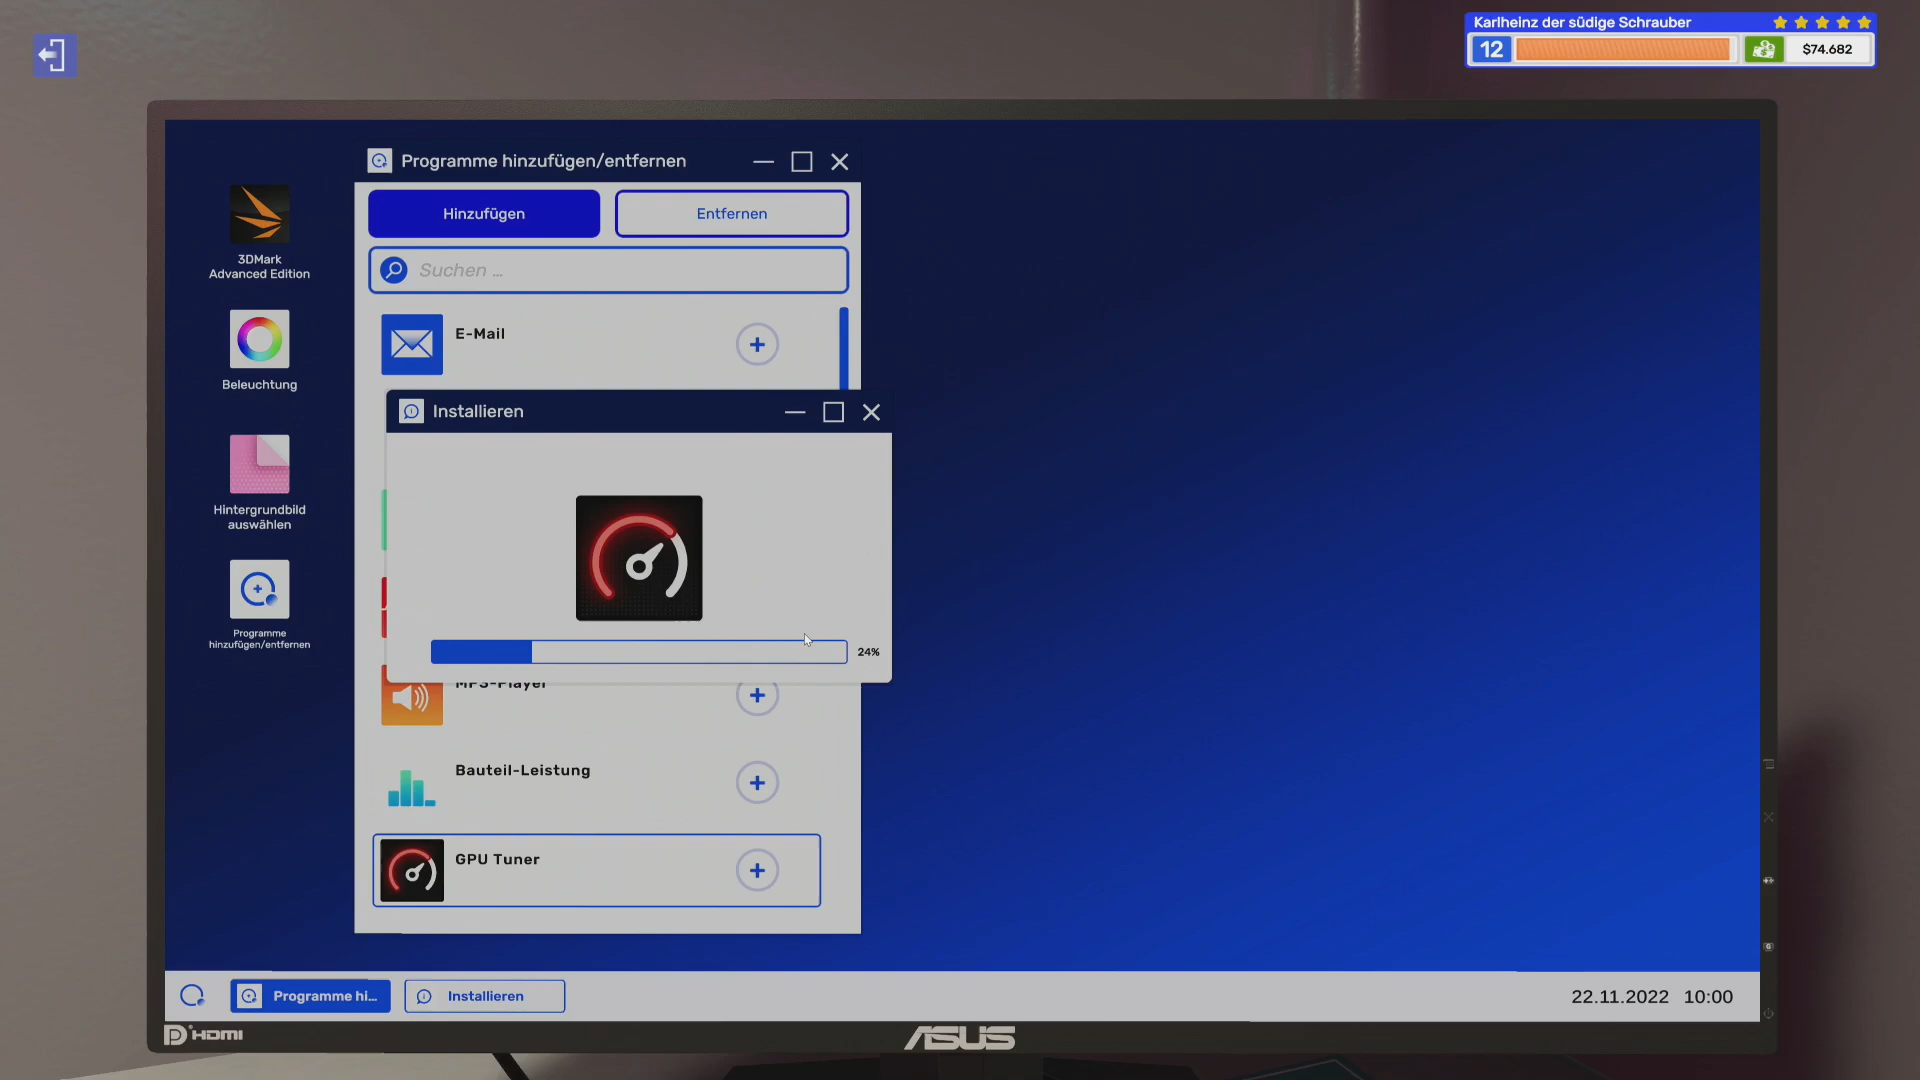 Karlheinz der südige Schrauber
12
$74.682
Programme hinzufügen/entfernen
Hinzufügen
Entfernen
Suchen ...
3DMark
Advanced Edition
Beleuchtung
Hintergrundbild
auswählen
Programme
hinzufügen/entfernen
E-Mail
Installieren
24%
MP3-Player
Bauteil-Leistung
GPU Tuner
Programme hi...
Installieren
22.11.2022 10:00
HDMI
ASUS